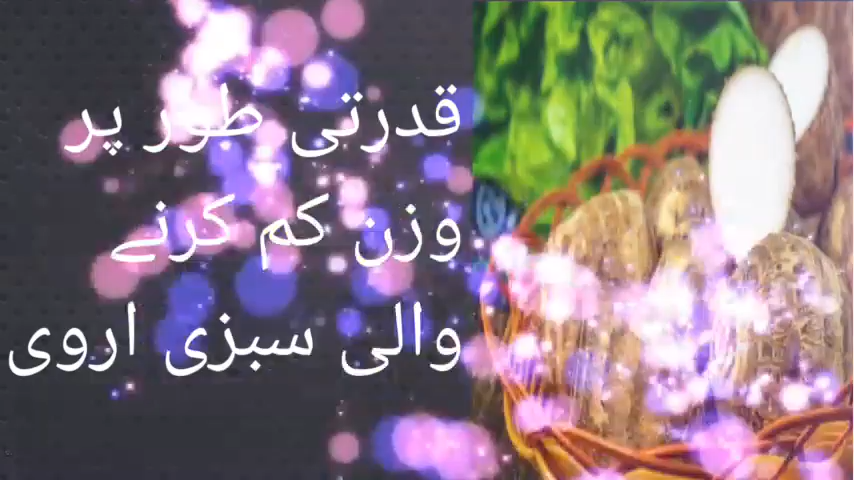 قدرتی طور پر
وزن کم کرنے
والی سبزی اروی